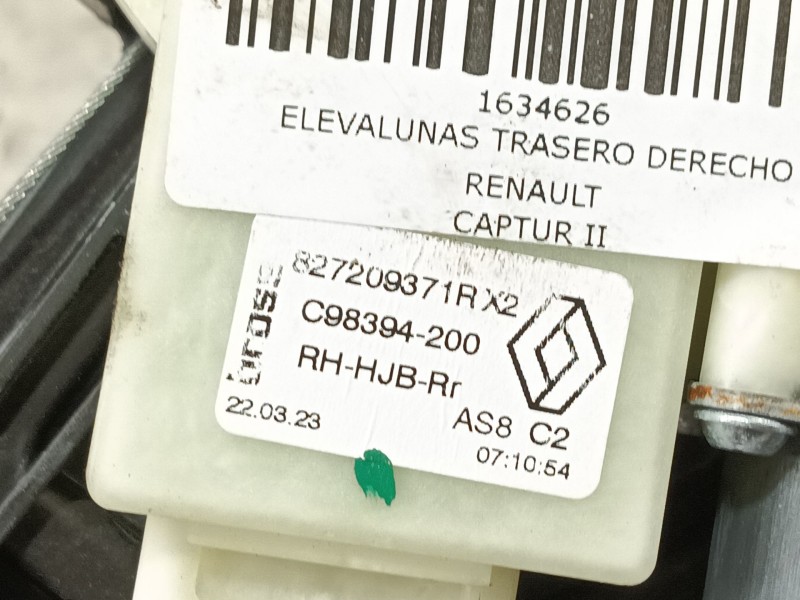 1634626
ELEVALUNAS TRASERO DERECHO
RENAULT
CAPTUR II
brose
827209371R X2
C98394-200
RH-HJB-Rr
22.03.23
AS8 C2
07:10:54